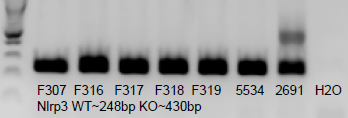 F307 F316 F317 F318 F319 5534 2691 H2O
Nlrp3 WT~248bp KO~430bp